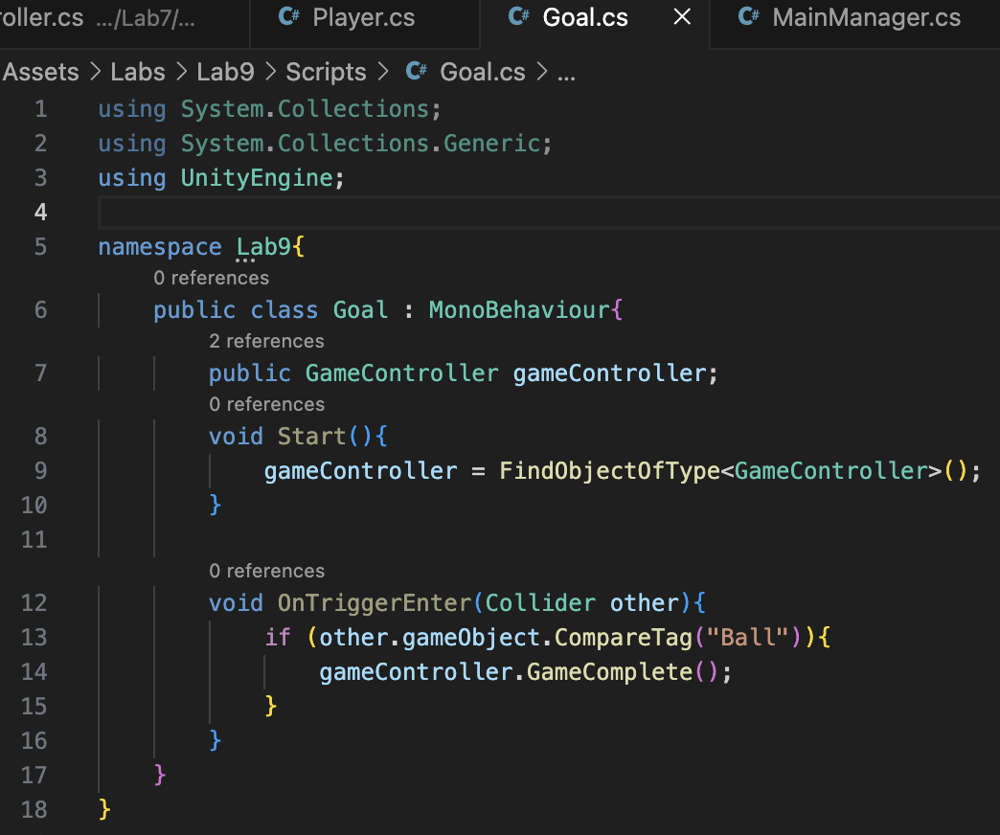 oller.cs .../Lab7/...
C# Player.cs
C# Goal.cs ×
C# MainManager.cs
Assets > Labs > Lab9 > Scripts > C# Goal.cs > ...
1 using System.Collections;
2 using System.Collections.Generic;
3 using UnityEngine;
4
5 namespace Lab9{
0 references
6 public class Goal : MonoBehaviour{
2 references
7 public GameController gameController;
0 references
8 void Start(){
9 gameController = FindObjectOfType<GameController>();
10 }
11
0 references
12 void OnTriggerEnter(Collider other){
13 if (other.gameObject.CompareTag("Ball")){
14 gameController.GameComplete();
15 }
16 }
17 }
18 }